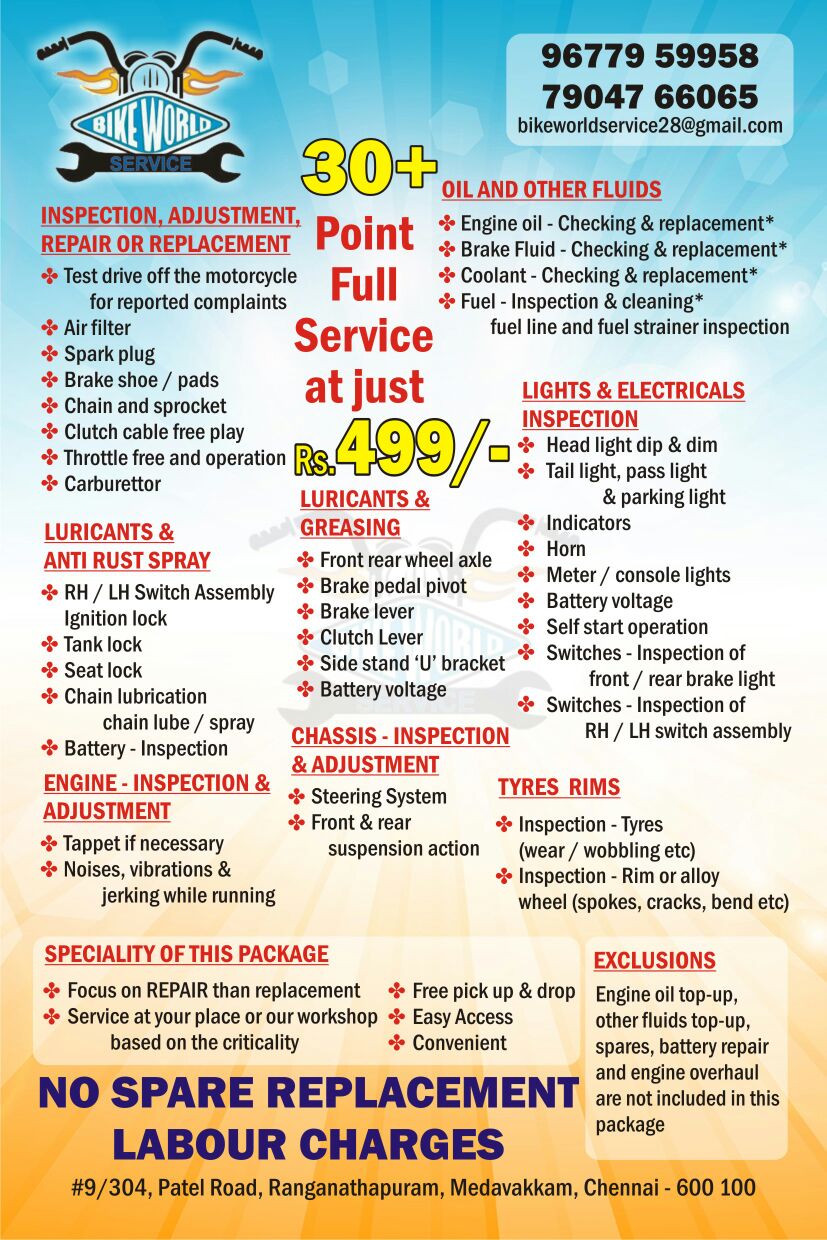 BIKE WORLD
SERVICE
96779 59958
79047 66065
bikeworldservice28@gmail.com
30+
Point
Full
Service
at just
Rs.499/-
INSPECTION, ADJUSTMENT,
REPAIR OR REPLACEMENT
Test drive off the motorcycle
for reported complaints
Air filter
Spark plug
Brake shoe / pads
Chain and sprocket
Clutch cable free play
Throttle free and operation
Carburettor
OIL AND OTHER FLUIDS
Engine oil - Checking & replacement*
Brake Fluid - Checking & replacement*
Coolant - Checking & replacement*
Fuel - Inspection & cleaning*
fuel line and fuel strainer inspection
LIGHTS & ELECTRICALS
INSPECTION
Head light dip & dim
Tail light, pass light
& parking light
Indicators
Horn
Meter / console lights
Battery voltage
Self start operation
Switches - Inspection of
front / rear brake light
Switches - Inspection of
RH / LH switch assembly
LURICANTS &
ANTI RUST SPRAY
RH / LH Switch Assembly
Ignition lock
Tank lock
Seat lock
Chain lubrication
chain lube / spray
Battery - Inspection
LURICANTS &
GREASING
Front rear wheel axle
Brake pedal pivot
Brake lever
Clutch Lever
Side stand ‘U’ bracket
Battery voltage
BIKE WORLD
SERVICE
ENGINE - INSPECTION &
ADJUSTMENT
Tappet if necessary
Noises, vibrations &
jerking while running
CHASSIS - INSPECTION
& ADJUSTMENT
Steering System
Front & rear
suspension action
TYRES RIMS
Inspection - Tyres
(wear / wobbling etc)
Inspection - Rim or alloy
wheel (spokes, cracks, bend etc)
SPECIALITY OF THIS PACKAGE
Focus on REPAIR than replacement
Service at your place or our workshop
based on the criticality
Free pick up & drop
Easy Access
Convenient
EXCLUSIONS
Engine oil top-up,
other fluids top-up,
spares, battery repair
and engine overhaul
are not included in this
package
NO SPARE REPLACEMENT
LABOUR CHARGES
#9/304, Patel Road, Ranganathapuram, Medavakkam, Chennai - 600 100